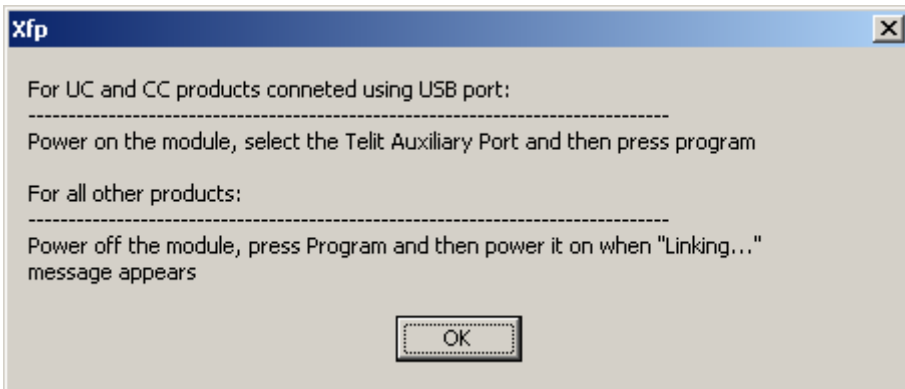 Xfp
For UC and CC products conneted using USB port:
--------------------------------------------------------------------------------
Power on the module, select the Telit Auxiliary Port and then press program
For all other products:
--------------------------------------------------------------------------------
Power off the module, press Program and then power it on when "Linking..."
message appears
OK